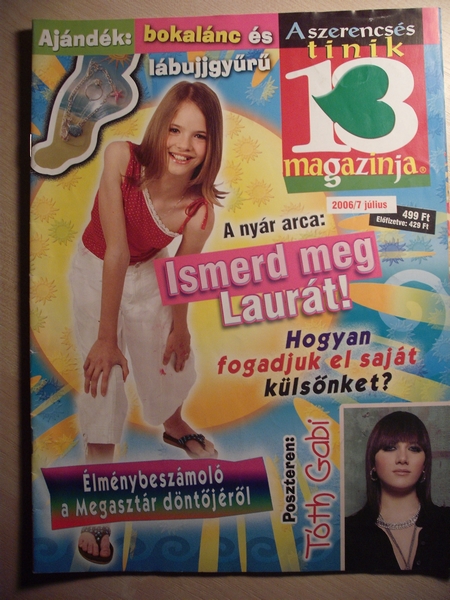 Ajándék: bokalánc és
lábujjgyűrű
A szerencsés
tinik
13
magazinja®
2006/7 július
499 Ft
Előfizetve: 429 Ft
A nyár arca:
Ismerd meg
Laurát!
Hogyan
fogadjuk el saját
külsőnket?
Poszteren:
Tóth Gabi
Élménybeszámoló
a Megasztár döntőjéről